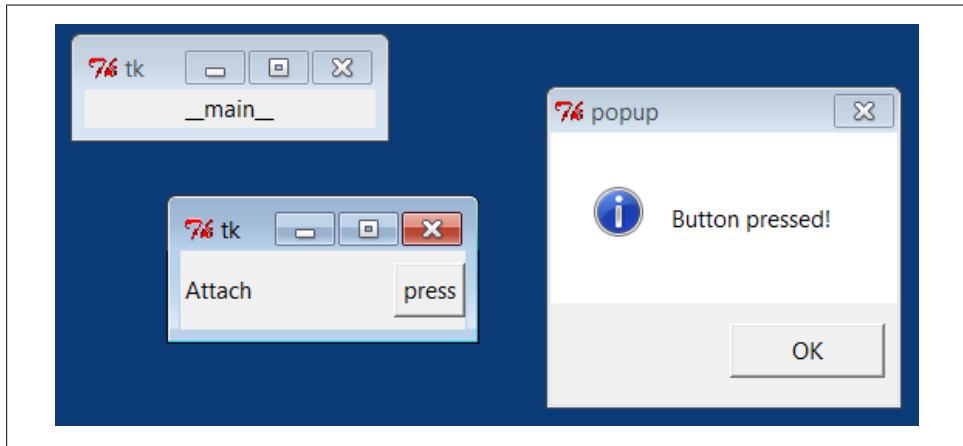 tk
__main__
popup
Button pressed!
OK
tk
Attach
press